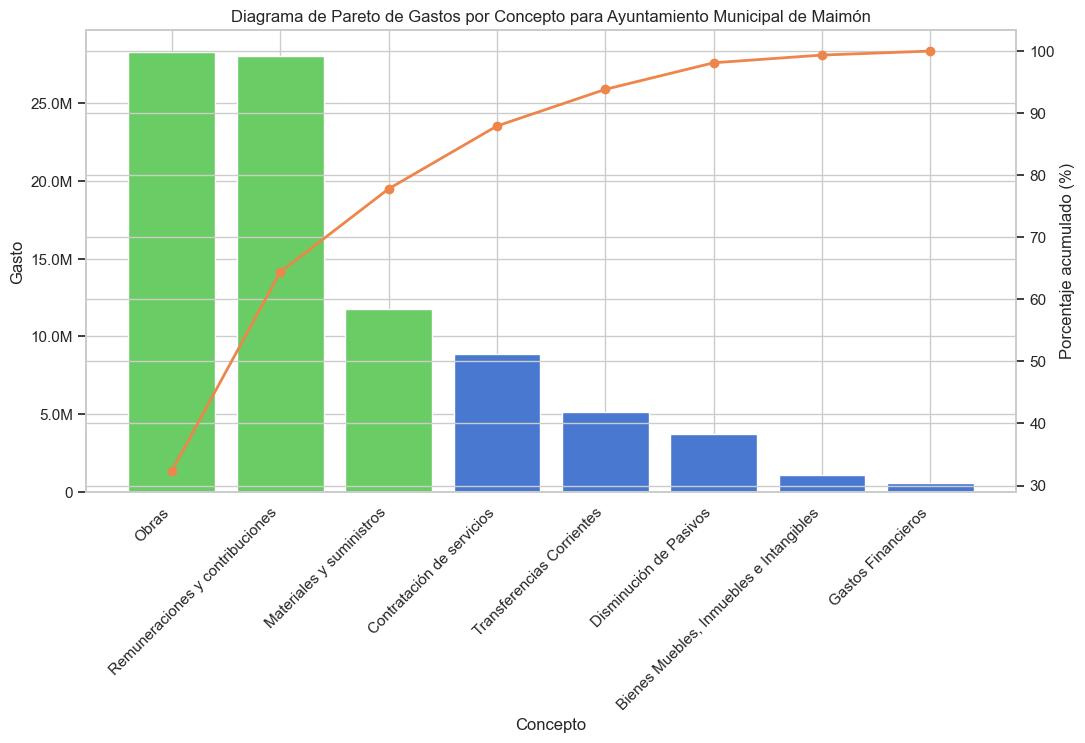 Diagrama de Pareto de Gastos por Concepto para Ayuntamiento Municipal de Maimón
Gasto
25.0M
20.0M
15.0M
10.0M
5.0M
0
100
90
80
70
60
50
40
30
Porcentaje acumulado (%)
Obras
Remuneraciones y contribuciones
Materiales y suministros
Contratación de servicios
Transferencias Corrientes
Disminución de Pasivos
Bienes Muebles, Inmuebles e Intangibles
Gastos Financieros
Concepto